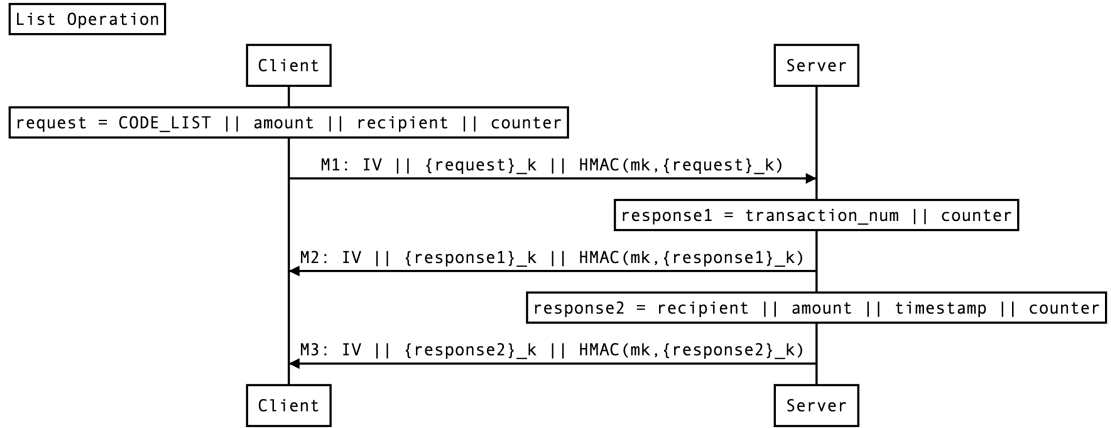 List Operation
Client
Server
request = CODE_LIST || amount || recipient || counter
M1: IV || {request}_k || HMAC(mk,{request}_k)
response1 = transaction_num || counter
M2: IV || {response1}_k || HMAC(mk,{response1}_k)
response2 = recipient || amount || timestamp || counter
M3: IV || {response2}_k || HMAC(mk,{response2}_k)
Client
Server